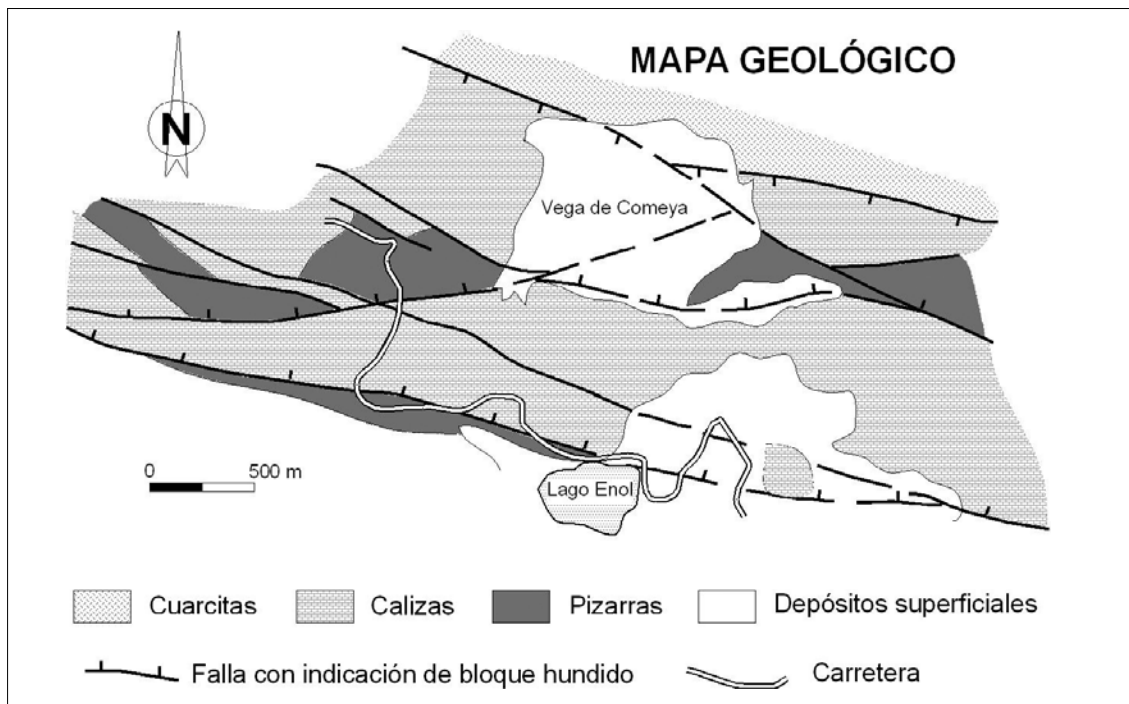 MAPA GEOLÓGICO
N
Vega de Comeya
0 500 m
Lago Enol
Cuarcitas Calizas Pizarras Depósitos superficiales
Falla con indicación de bloque hundido Carretera